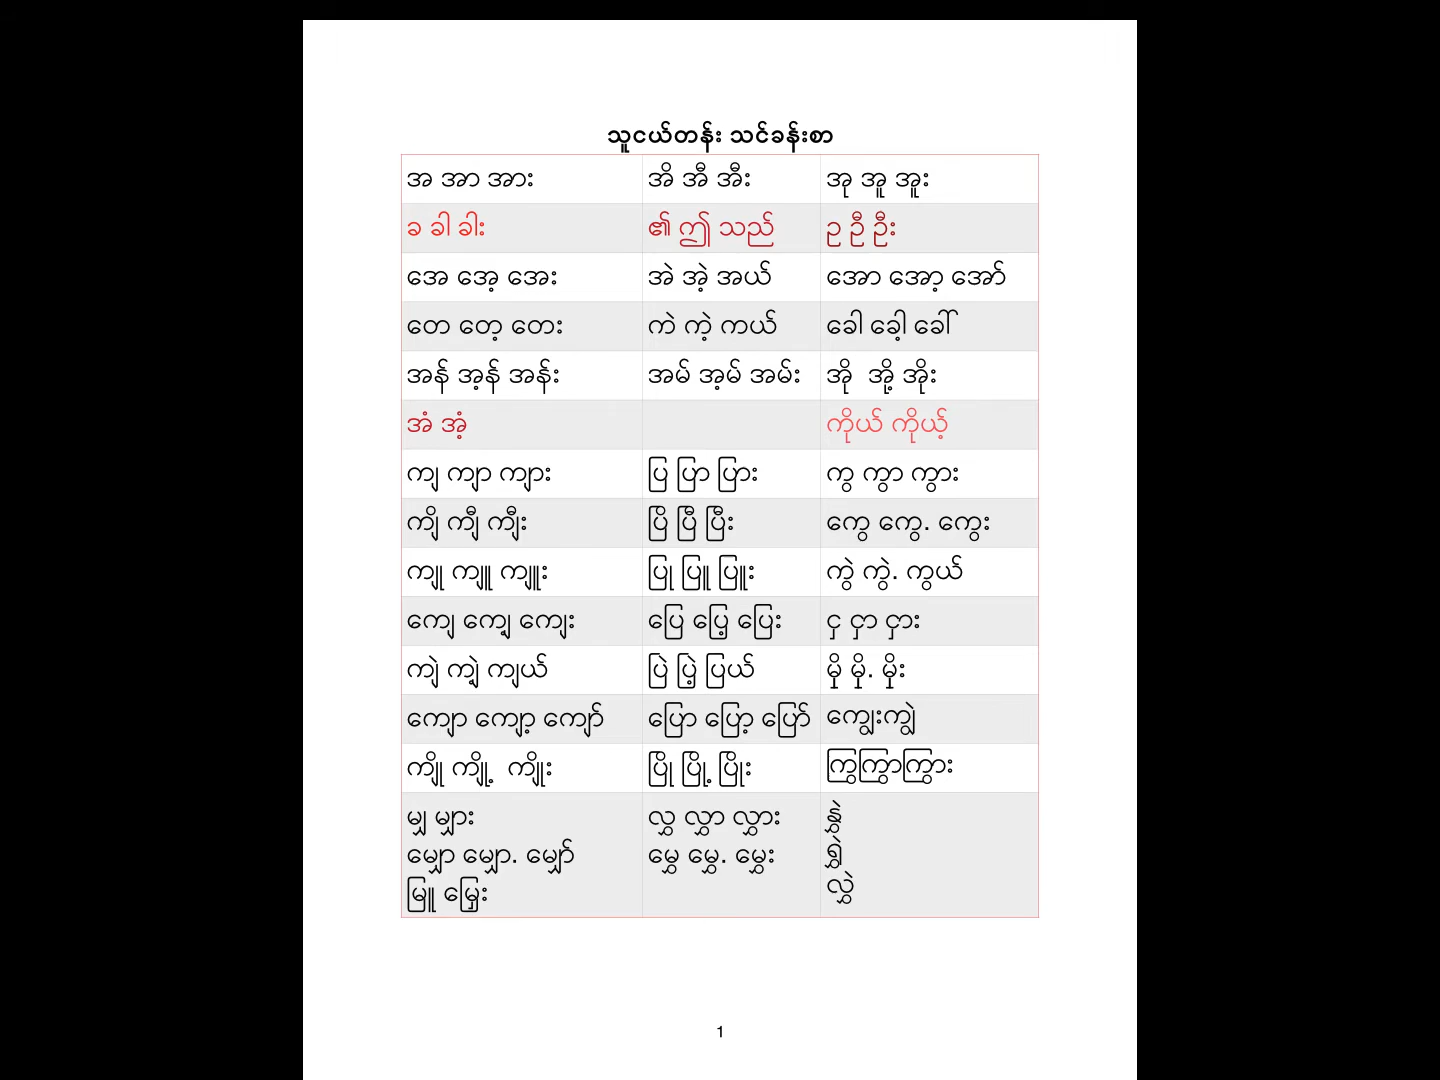 သူငယ်တန်း သင်ခန်းစာ
အ အာ အား အိ အီ အီး အု အူ အူး
ခ ခါ ခါး ၏ ဤ သည် ဥ ဦ ဦး
အေ အေ့ အေး အဲ အဲ့ အယ် အော အော့ အော်
တေ တေ့ တေး ကဲ ကဲ့ ကယ် ခေါ ခေါ့ ခေါ်
အန် အန့် အန်း အမ် အမ့် အမ်း အို အို့ အိုး
အံ အံ့ ကိုယ် ကိုယ့်
ကျ ကျာ ကျား ပြ ပြာ ပြား ကွ ကွာ ကွား
ကျိ ကျီ ကျီး ပြိ ပြီ ပြီး ကွေ ကွေ. ကွေး
ကျု ကျူ ကျူး ပြု ပြူ ပြူး ကွဲ ကွဲ. ကွယ်
ကျေ ကျေ့ ကျေး ပြေ ပြေ့ ပြေး ငှ ငှာ ငှား
ကျဲ ကျဲ့ ကျယ် ပြဲ ပြဲ့ ပြယ် မှို မှို. မှိုး
ကျော ကျော့ ကျော် ပြော ပြော့ ပြော် ကျွေးကျွဲ
ကျို ကျို့ ကျိုး ပြို ပြို့ ပြိုး ကြွကြွာကြွား
မျှ မျှား လွှ လွှာ လွှား နွှဲ
မျှော မျှော. မျှော် မွှေ မွှေ. မွှေး ရွှဲ
မြူ မြှေး လွှဲ
1